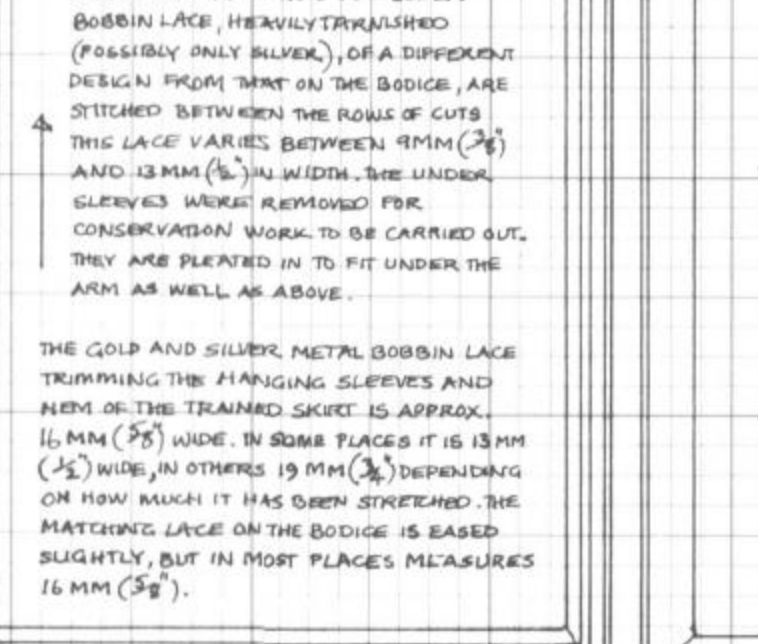 BOBBIN LACE, HEAVILY TARNISHED
(POSSIBLY ONLY SILVER), OF A DIFFERENT
DESIGN FROM THAT ON THE BODICE, ARE
STITCHED BETWEEN THE ROWS OF CUTS
THIS LACE VARIES BETWEEN 9MM (3/8")
AND 13 MM (1/2") IN WIDTH. THE UNDER
SLEEVES WERE REMOVED FOR
CONSERVATION WORK TO BE CARRIED OUT.
THEY ARE PLEATED IN TO FIT UNDER THE
ARM AS WELL AS ABOVE.
THE GOLD AND SILVER METAL BOBBIN LACE
TRIMMING THE HANGING SLEEVES AND
HEM OF THE TRAINED SKIRT IS APPROX.
16 MM (5/8") WIDE. IN SOME PLACES IT IS 13 MM
(1/2") WIDE, IN OTHERS 19 MM (3/4") DEPENDING
ON HOW MUCH IT HAS BEEN STRETCHED. THE
MATCHING LACE ON THE BODICE IS EASED
SLIGHTLY, BUT IN MOST PLACES MEASURES
16 MM (5/8").